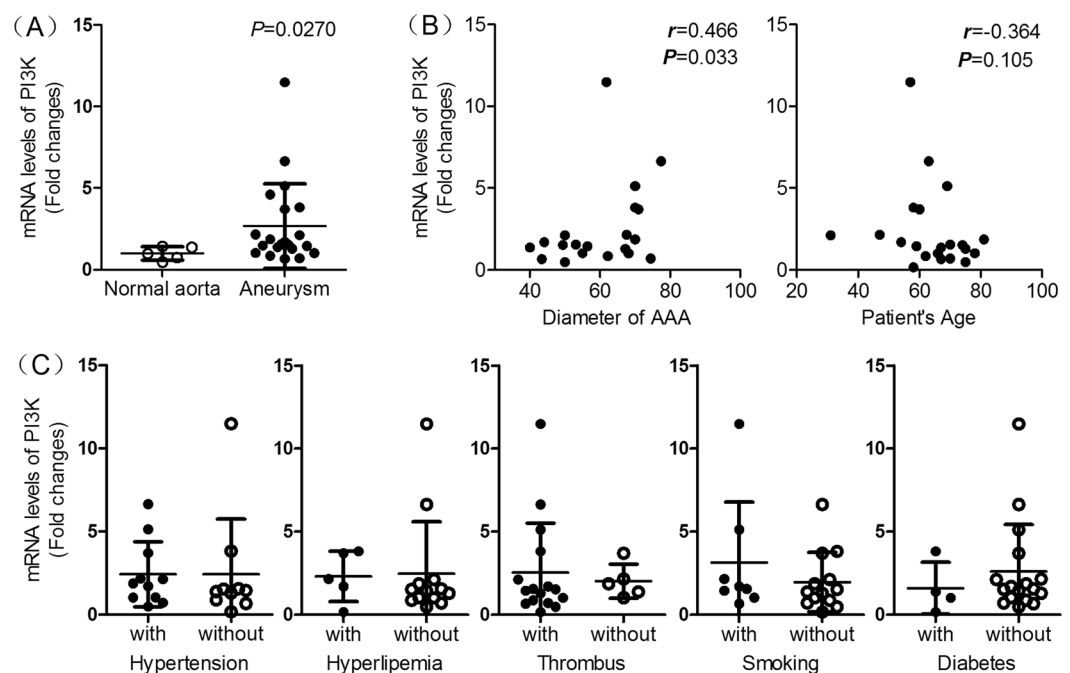 (A)
P=0.0270
mRNA levels of PI3K
(Fold changes)
15
10
5
0
Normal aorta Aneurysm
(B)
r=0.466
P=0.033
mRNA levels of PI3K
(Fold changes)
15
10
5
0
40 60 80 100
Diameter of AAA
r=-0.364
P=0.105
15
10
5
0
20 40 60 80 100
Patient's Age
(C)
mRNA levels of PI3K
(Fold changes)
15
10
5
0
with without
Hypertension
15
10
5
0
with without
Hyperlipemia
15
10
5
0
with without
Thrombus
15
10
5
0
with without
Smoking
15
10
5
0
with without
Diabetes